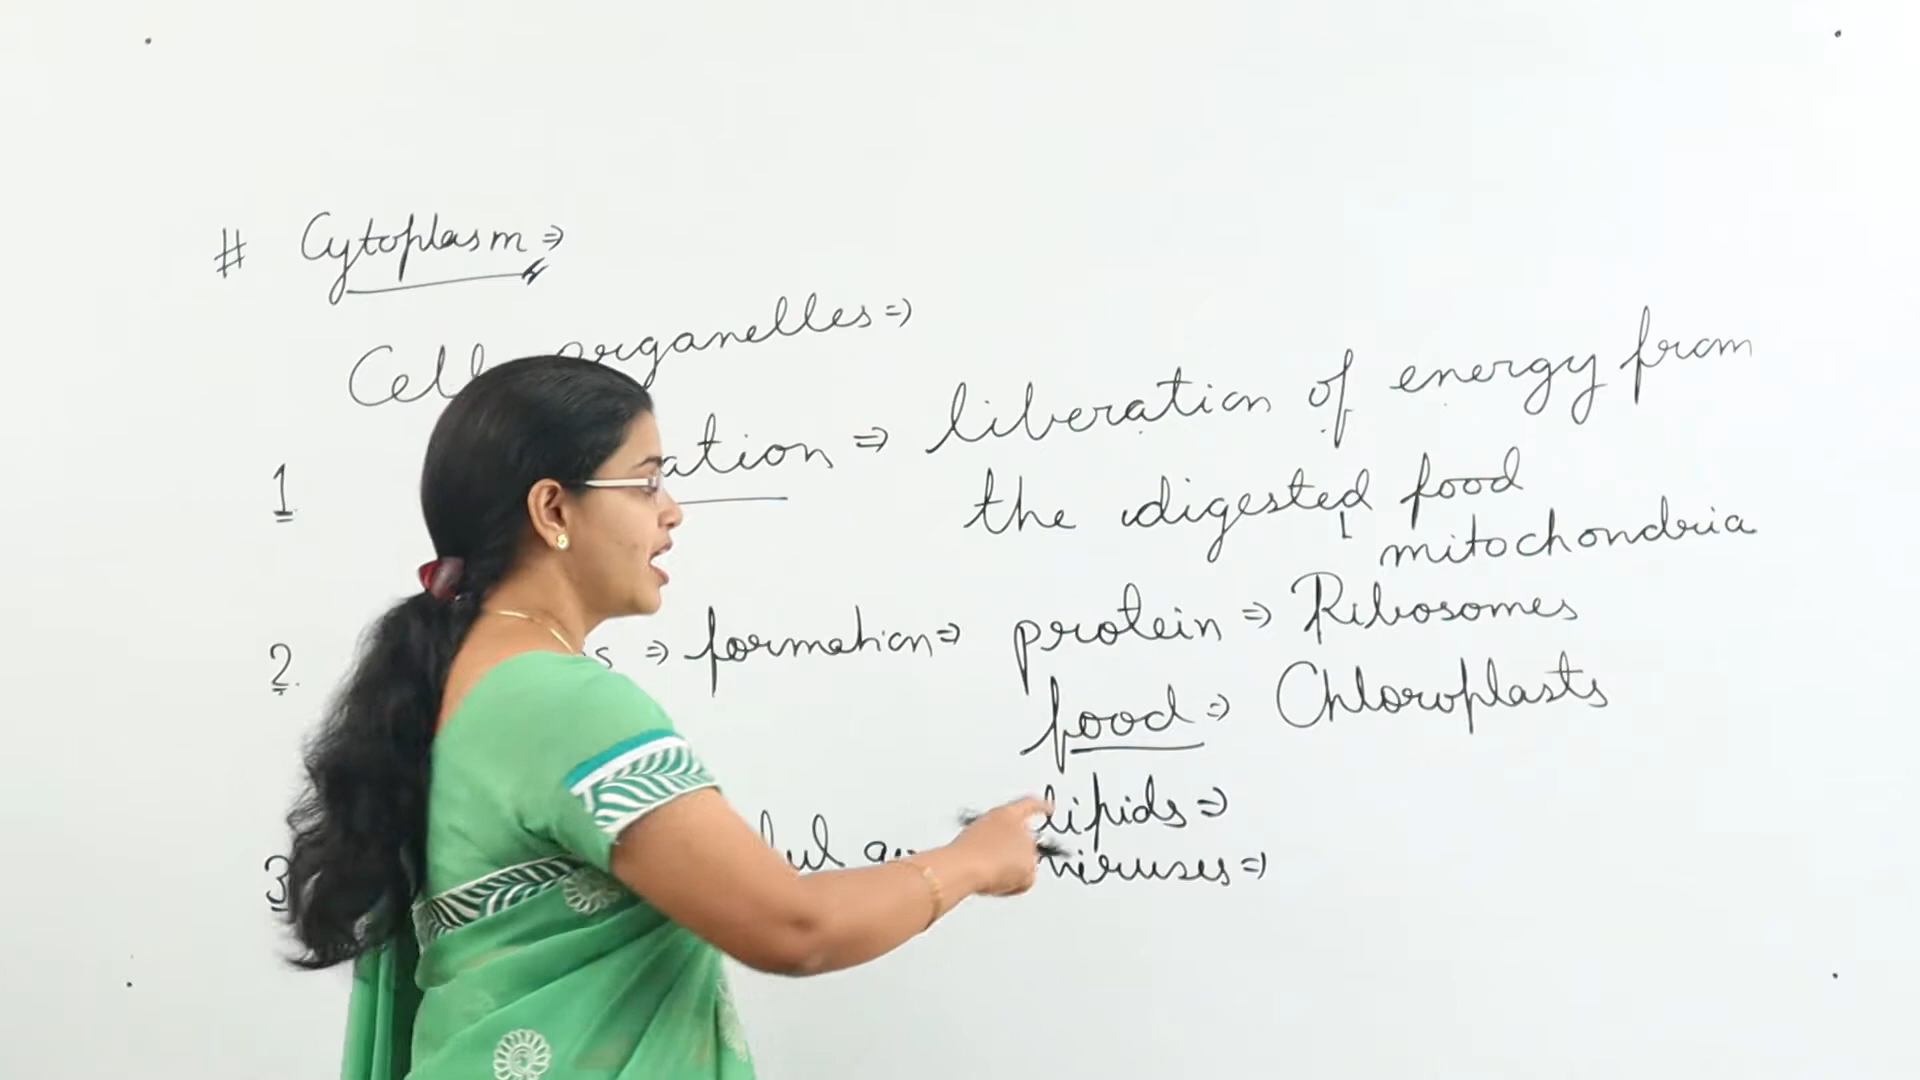 # Cytoplasm ⇒
Cell organelles ⇒
1 ation ⇒ liberation of energy from
the digested food
mitochondria
2. s ⇒ formation ⇒ protein ⇒ Ribosomes
food ⇒ Chloroplasts
lipids ⇒
3 viruses ⇒